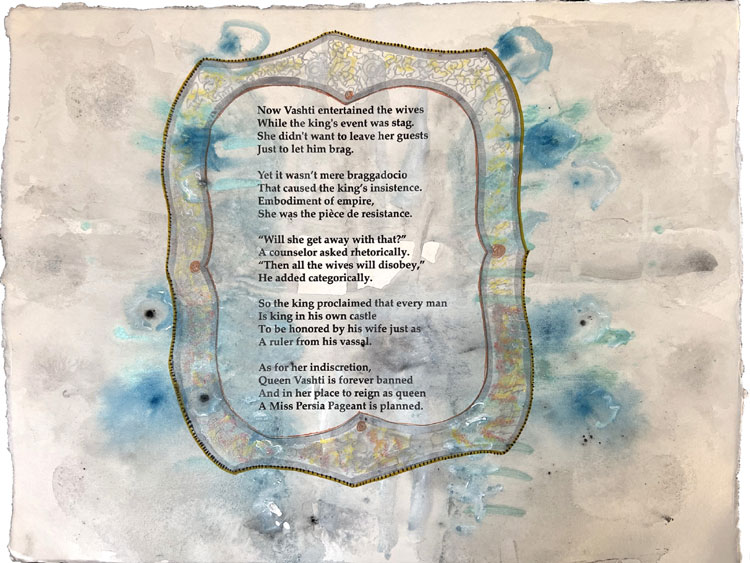 Now Vashti entertained the wives
While the king's event was stag.
She didn't want to leave her guests
Just to let him brag.

Yet it wasn't mere braggadocio
That caused the king's insistence.
Embodiment of empire,
She was the pièce de resistance.

“Will she get away with that?”
A counselor asked rhetorically.
“Then all the wives will disobey,”
He added categorically.

So the king proclaimed that every man
Is king in his own castle
To be honored by his wife just as
A ruler from his vassal.

As for her indiscretion,
Queen Vashti is forever banned
And in her place to reign as queen
A Miss Persia Pageant is planned.